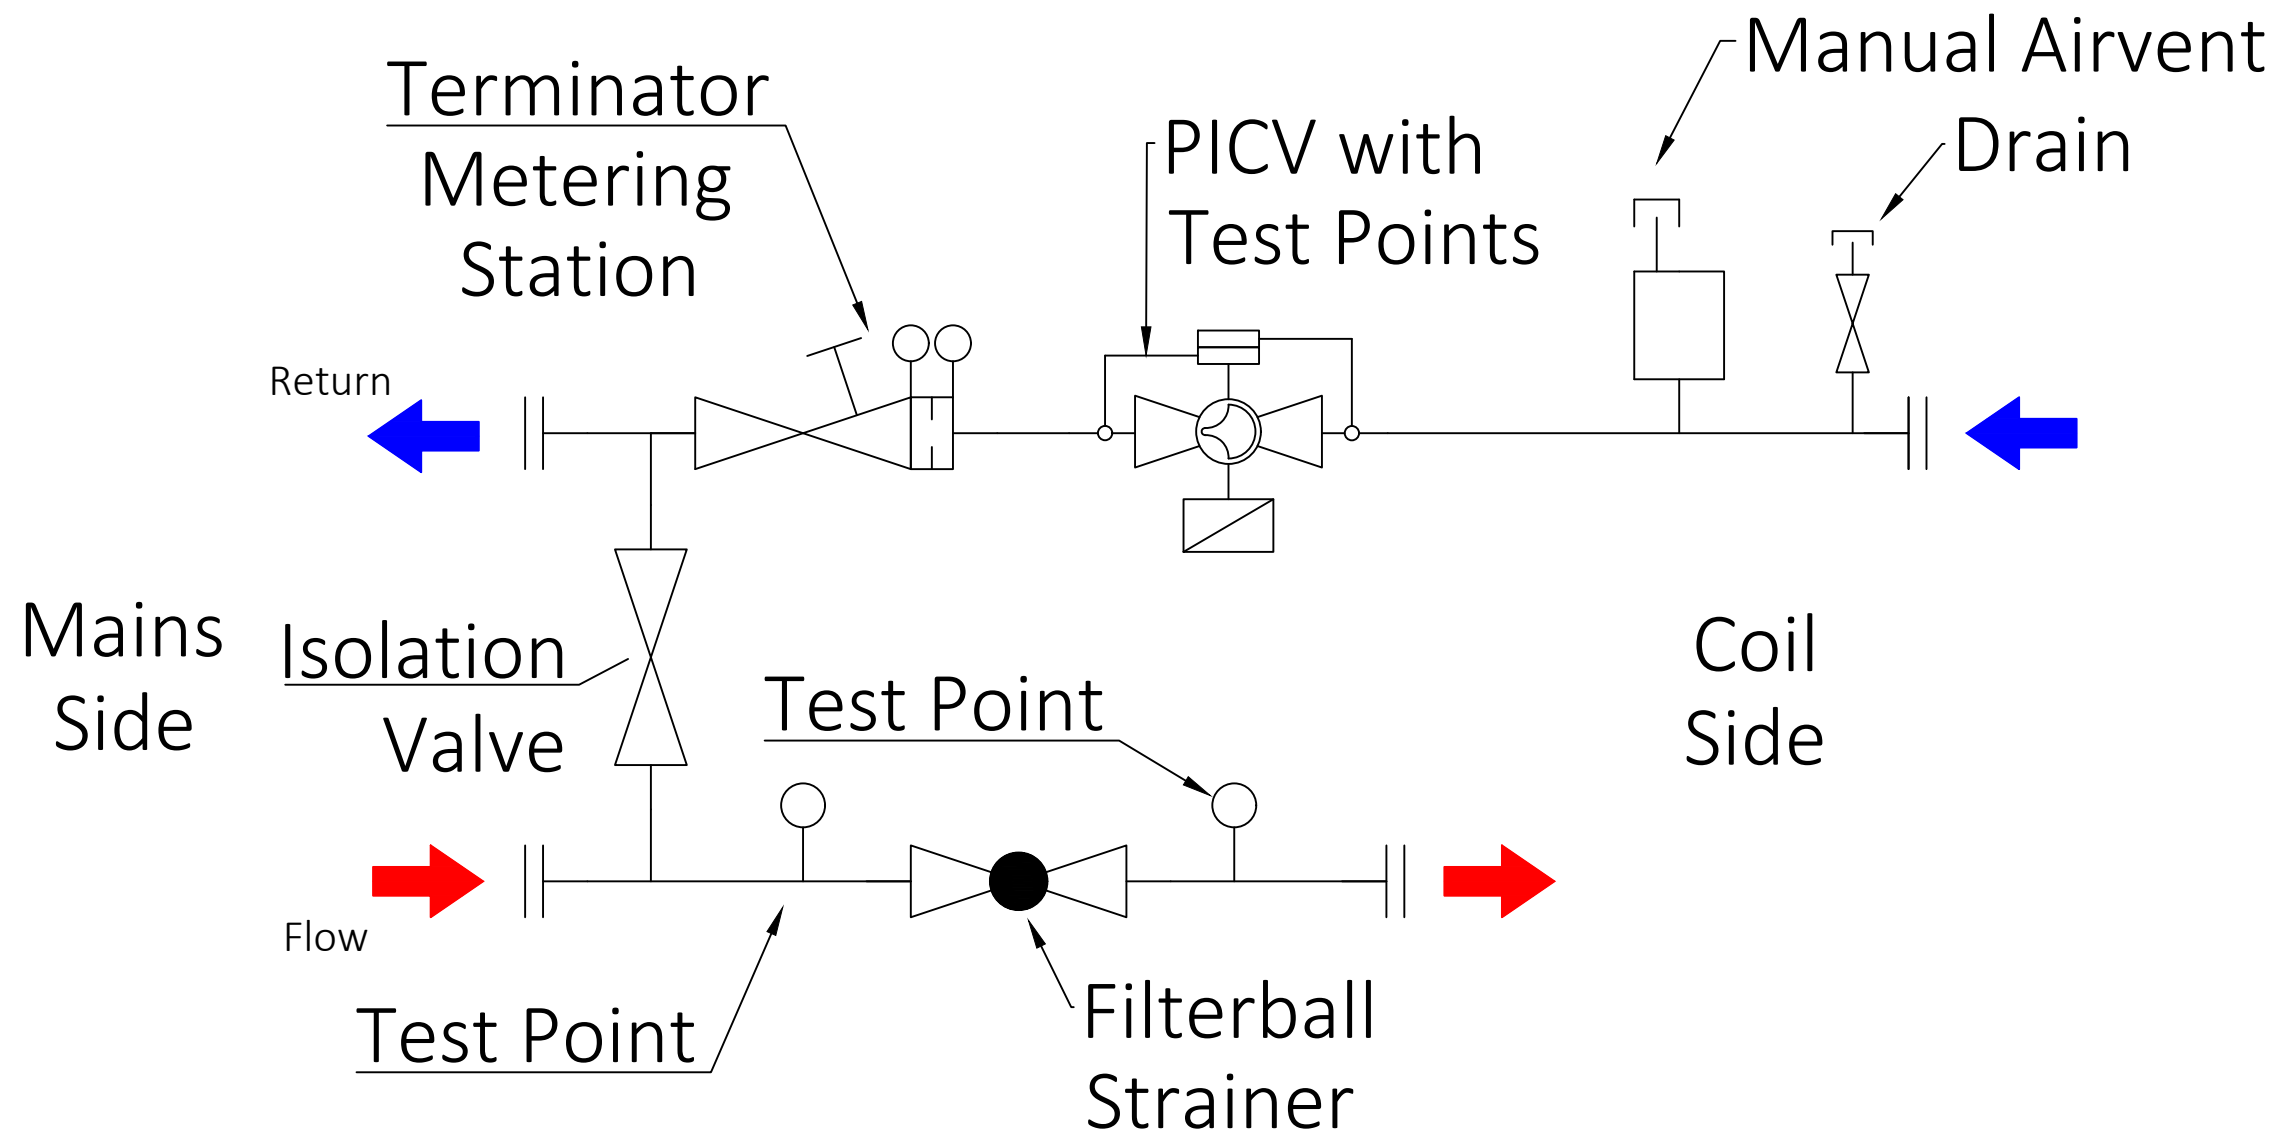 Manual Airvent
Terminator
Metering
Station
PICV with
Test Points
Drain
Return
Mains
Side
Isolation
Valve
Test Point
Coil
Side
Flow
Test Point
Filterball
Strainer